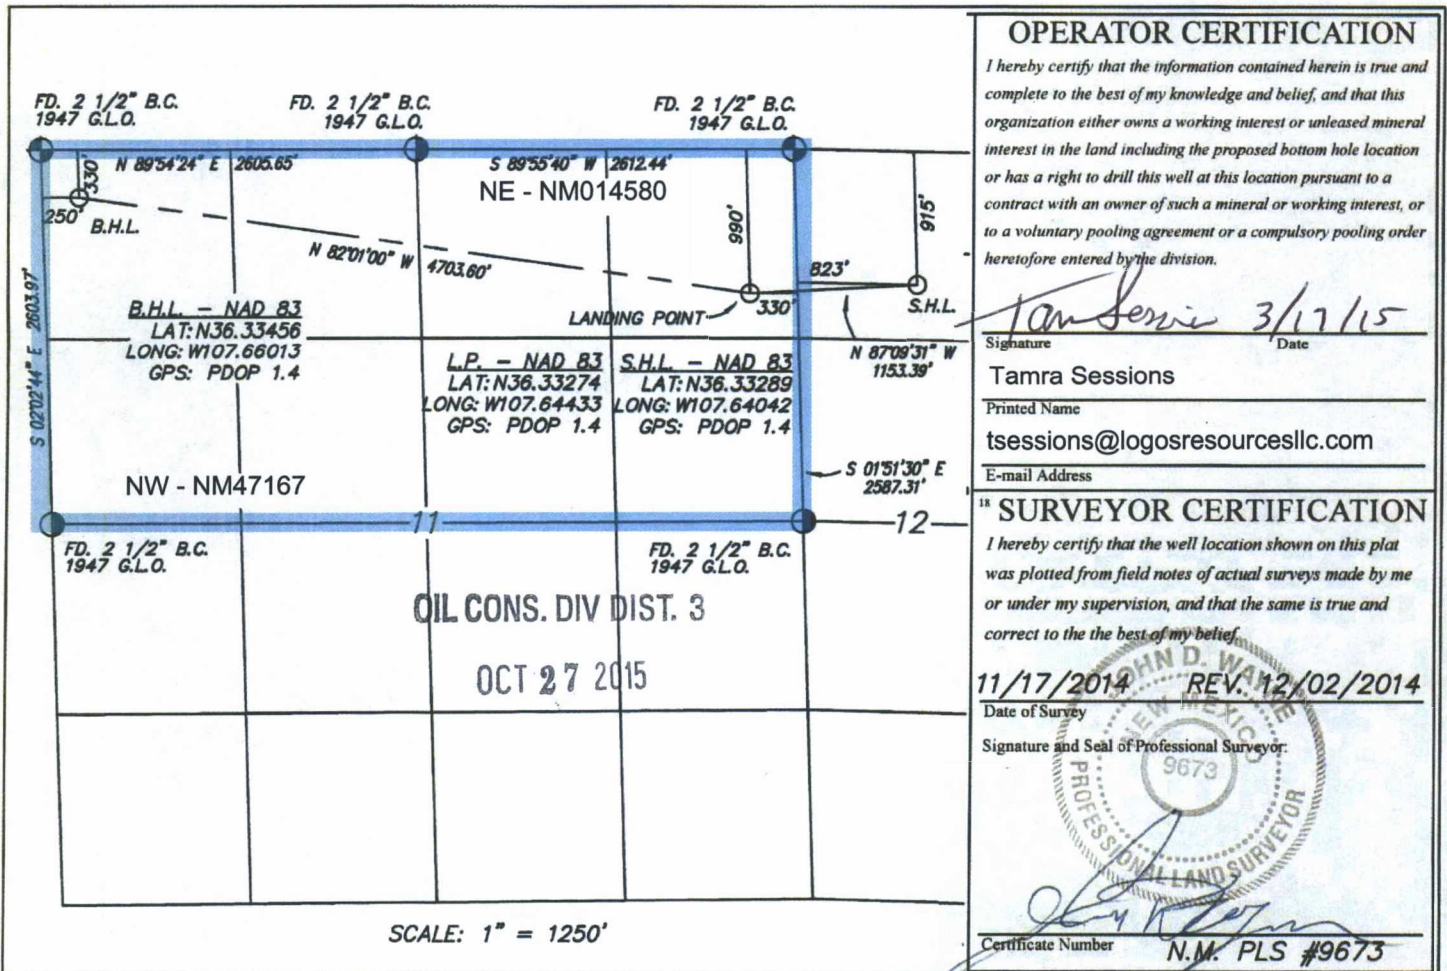 FD. 2 1/2" B.C.
1947 G.L.O.
FD. 2 1/2" B.C.
1947 G.L.O.
FD. 2 1/2" B.C.
1947 G.L.O.
N 89°54'24" E 2605.65'
S 89°55'40" W 2612.44'
NE - NM014580
330'
250'
B.H.L.
N 82°01'00" W 4703.60'
990'
915'
823'
330'
S.H.L.
LANDING POINT
N 87°09'31" W
1153.39'
S 02°02'44" E 2603.97'
B.H.L. - NAD 83
LAT: N36.33456
LONG: W107.66013
GPS: PDOP 1.4
L.P. - NAD 83
LAT: N36.33274
LONG: W107.64433
GPS: PDOP 1.4
S.H.L. - NAD 83
LAT: N36.33289
LONG: W107.64042
GPS: PDOP 1.4
S 01°51'30" E
2587.31'
NW - NM47167
11
12
FD. 2 1/2" B.C.
1947 G.L.O.
FD. 2 1/2" B.C.
1947 G.L.O.
OIL CONS. DIV DIST. 3
OCT 27 2015
SCALE: 1" = 1250'
OPERATOR CERTIFICATION
I hereby certify that the information contained herein is true and
complete to the best of my knowledge and belief, and that this
organization either owns a working interest or unleased mineral
interest in the land including the proposed bottom hole location
or has a right to drill this well at this location pursuant to a
contract with an owner of such a mineral or working interest, or
to a voluntary pooling agreement or a compulsory pooling order
heretofore entered by the division.
3/17/15
Signature Date
Tamra Sessions
Printed Name
tsessions@logosresourcesllc.com
E-mail Address
18 SURVEYOR CERTIFICATION
I hereby certify that the well location shown on this plat
was plotted from field notes of actual surveys made by me
or under my supervision, and that the same is true and
correct to the the best of my belief.
11/17/2014 REV. 12/02/2014
Date of Survey
Signature and Seal of Professional Surveyor:
JOHN D.
NEW MEXICO
9673
PROFESSIONAL LAND SURVEYOR
Certificate Number N.M. PLS #9673